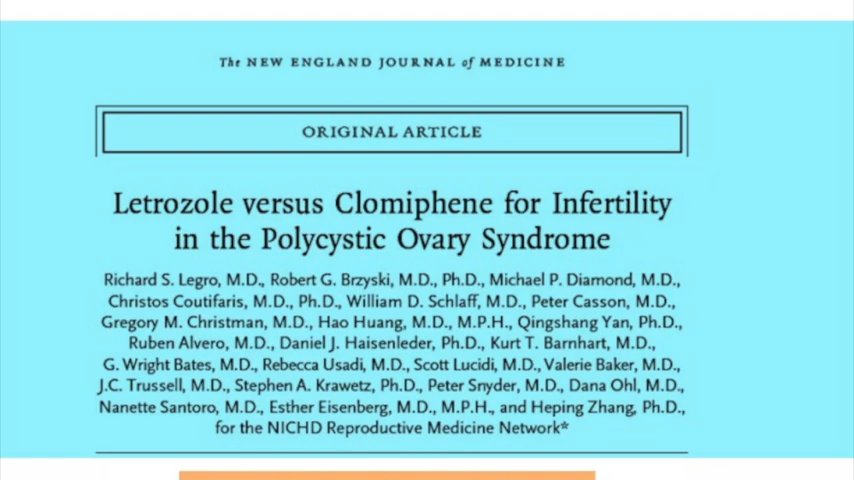 The NEW ENGLAND JOURNAL of MEDICINE
ORIGINAL ARTICLE
Letrozole versus Clomiphene for Infertility
in the Polycystic Ovary Syndrome
Richard S. Legro, M.D., Robert G. Brzyski, M.D., Ph.D., Michael P. Diamond, M.D.,
Christos Coutifaris, M.D., Ph.D., William D. Schlaff, M.D., Peter Casson, M.D.,
Gregory M. Christman, M.D., Hao Huang, M.D., M.P.H., Qingshang Yan, Ph.D.,
Ruben Alvero, M.D., Daniel J. Haisenleder, Ph.D., Kurt T. Barnhart, M.D.,
G. Wright Bates, M.D., Rebecca Usadi, M.D., Scott Lucidi, M.D., Valerie Baker, M.D.,
J.C. Trussell, M.D., Stephen A. Krawetz, Ph.D., Peter Snyder, M.D., Dana Ohl, M.D.,
Nanette Santoro, M.D., Esther Eisenberg, M.D., M.P.H., and Heping Zhang, Ph.D.,
for the NICHD Reproductive Medicine Network*